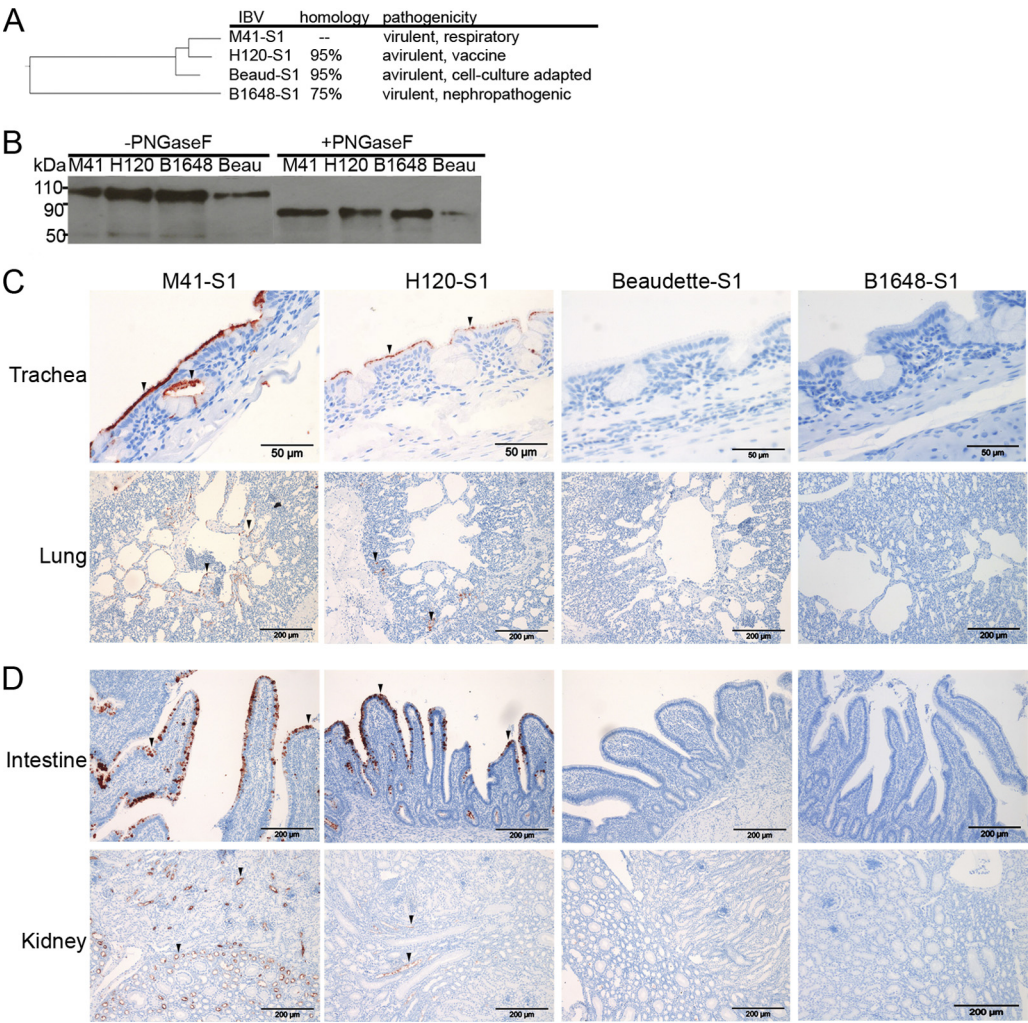 A
IBV homology pathogenicity
M41-S1 -- virulent, respiratory
H120-S1 95% avirulent, vaccine
Beaud-S1 95% avirulent, cell-culture adapted
B1648-S1 75% virulent, nephropathogenic
B
-PNGaseF +PNGaseF
kDa M41 H120 B1648 Beau M41 H120 B1648 Beau
110
90
50
C
M41-S1 H120-S1 Beaudette-S1 B1648-S1
Trachea
50 µm 50 µm 50 µm 50 µm
Lung
200 µm 200 µm 200 µm 200 µm
D
Intestine
200 µm 200 µm 200 µm 200 µm
Kidney
200 µm 200 µm 200 µm 200 µm